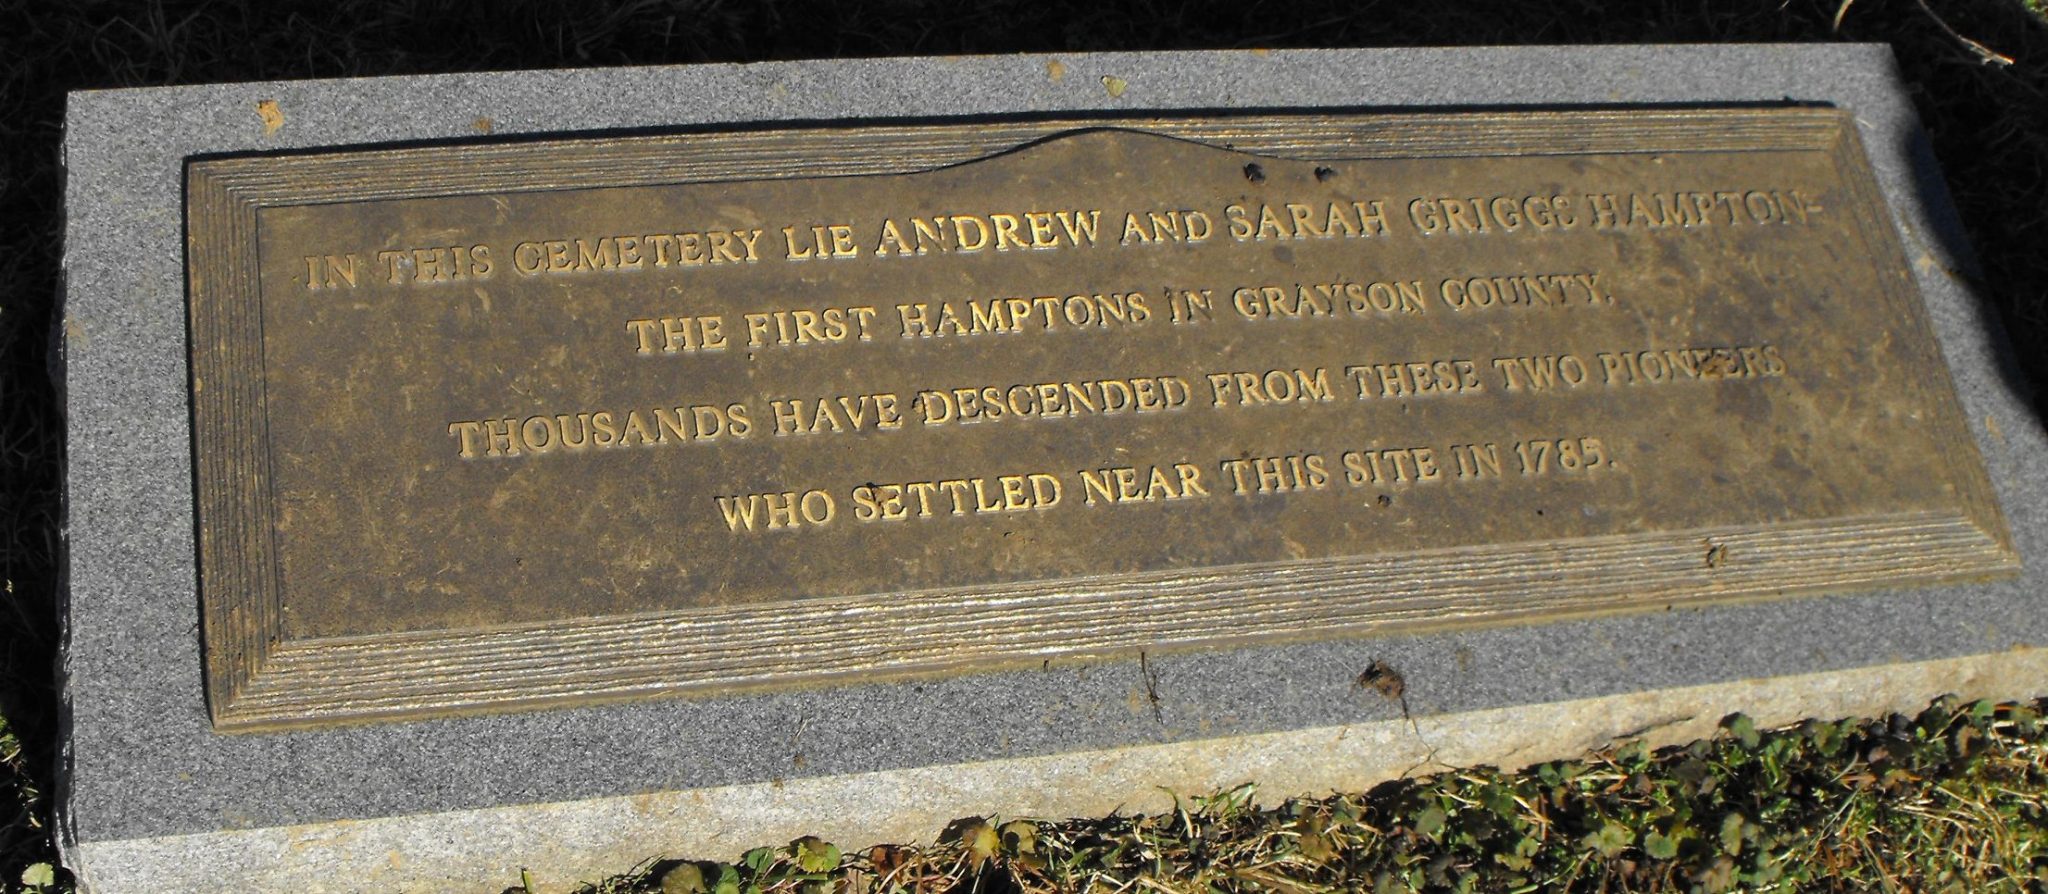 IN THIS CEMETERY LIE ANDREW AND SARAH GRIGGS HAMPTON-
THE FIRST HAMPTONS IN GRAYSON COUNTY.
THOUSANDS HAVE DESCENDED FROM THESE TWO PIONEERS
WHO SETTLED NEAR THIS SITE IN 1785.